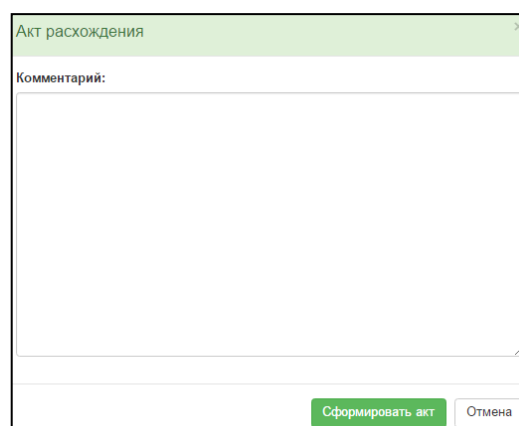 Акт расхождения
×
Комментарий:
Сформировать акт
Отмена